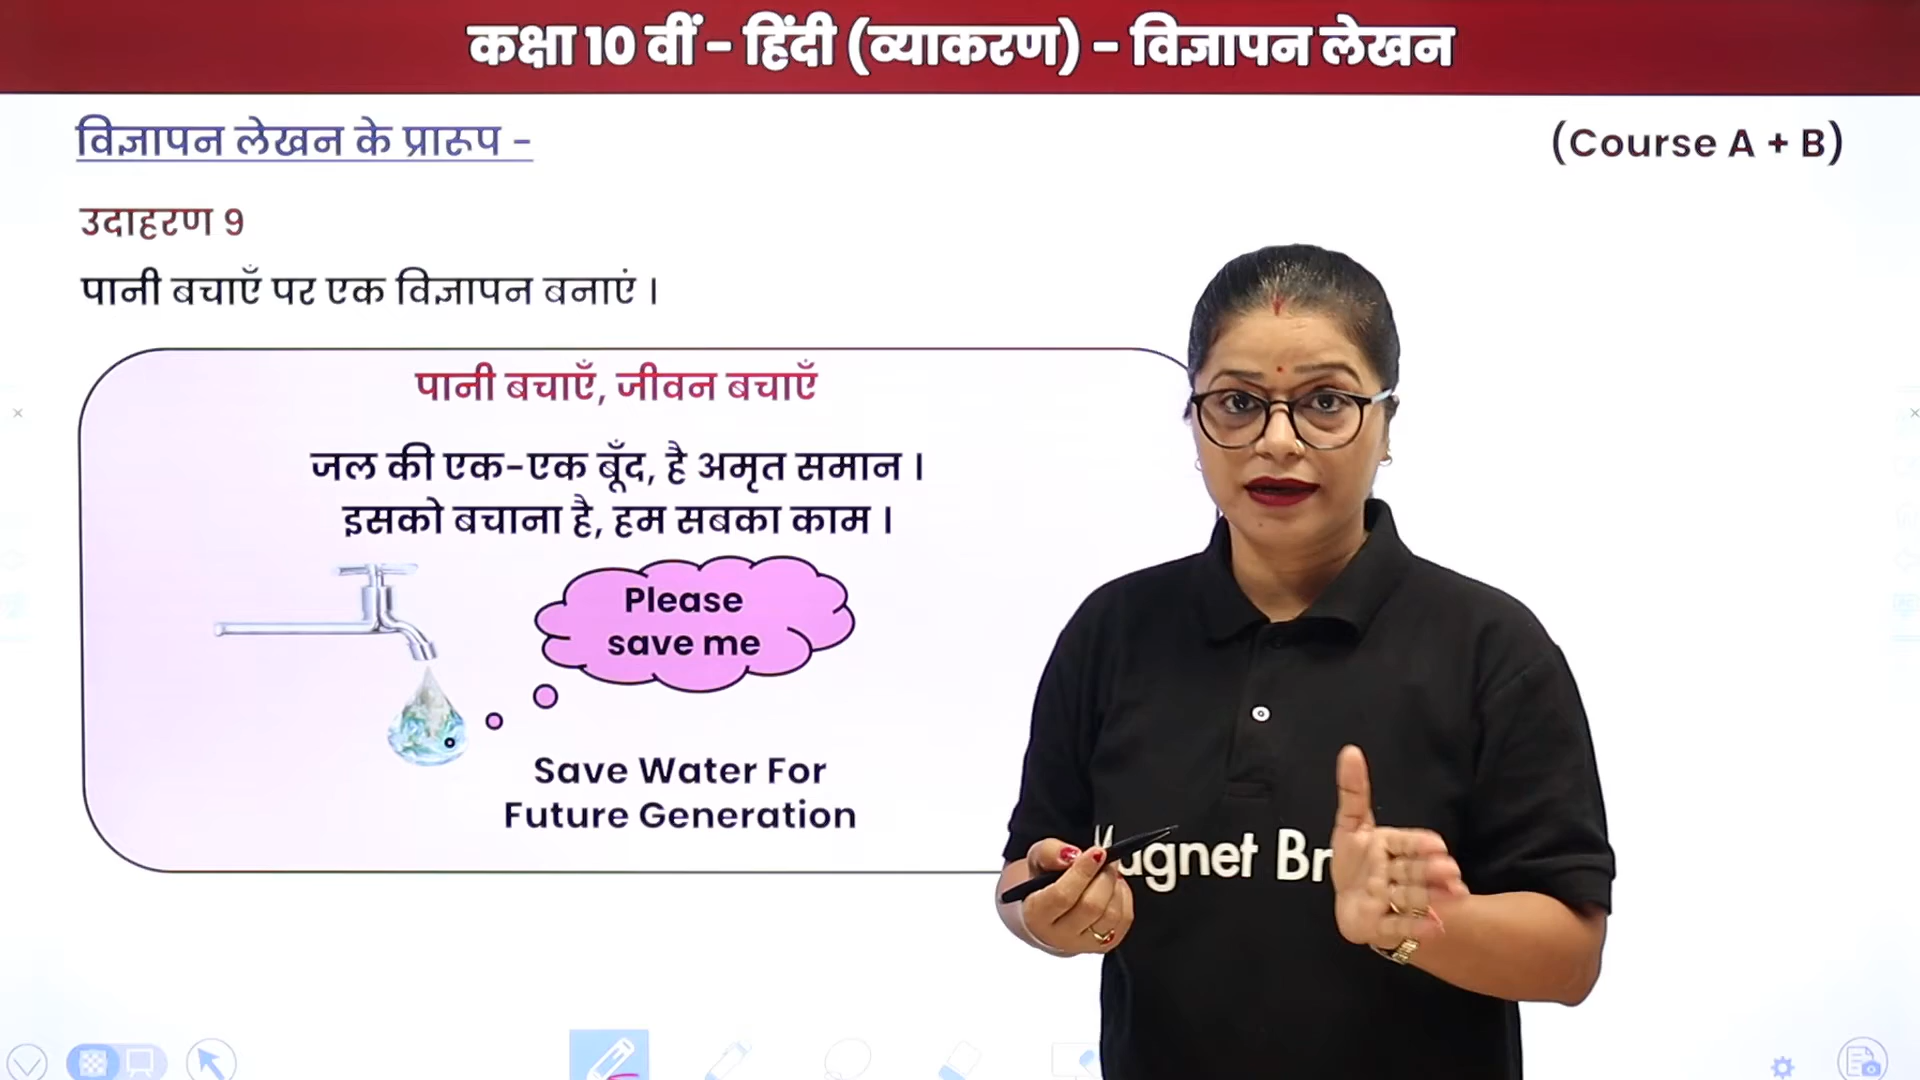 कक्षा 10 वीं - हिंदी (व्याकरण) - विज्ञापन लेखन
विज्ञापन लेखन के प्रारूप -
(Course A + B)
उदाहरण 9
पानी बचाएँ पर एक विज्ञापन बनाएं ।
पानी बचाएँ, जीवन बचाएँ
जल की एक-एक बूँद, है अमृत समान ।
इसको बचाना है, हम सबका काम ।
Please
save me
Save Water For
Future Generation